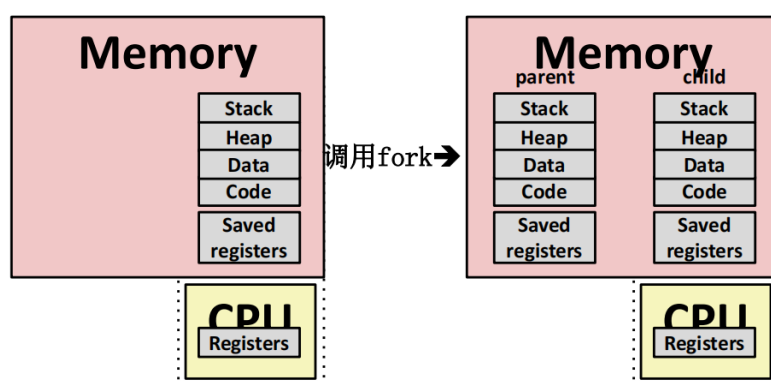 Memory
Stack
Heap
Data
Code
Saved
registers
CPU
Registers
调用fork➔
Memory
parent
child
Stack
Heap
Data
Code
Saved
registers
Stack
Heap
Data
Code
Saved
registers
CPU
Registers